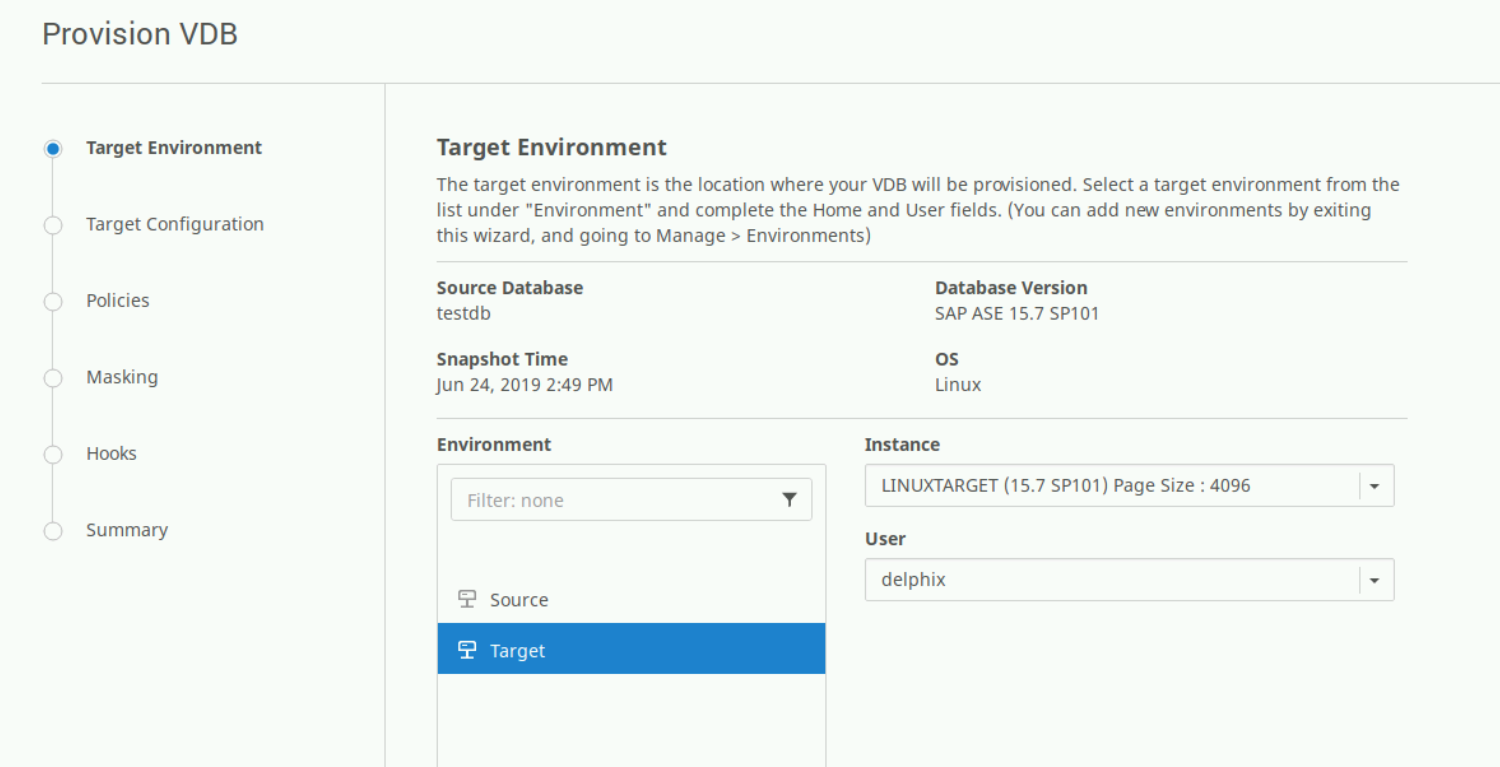 Provision VDB
Target Environment
Target Configuration
Policies
Masking
Hooks
Summary
Target Environment
The target environment is the location where your VDB will be provisioned. Select a target environment from the
list under "Environment" and complete the Home and User fields. (You can add new environments by exiting
this wizard, and going to Manage > Environments)
Source Database
testdb
Database Version
SAP ASE 15.7 SP101
Snapshot Time
Jun 24, 2019 2:49 PM
OS
Linux
Environment
Filter: none
Source
Target
Instance
LINUXTARGET (15.7 SP101) Page Size : 4096
User
delphix